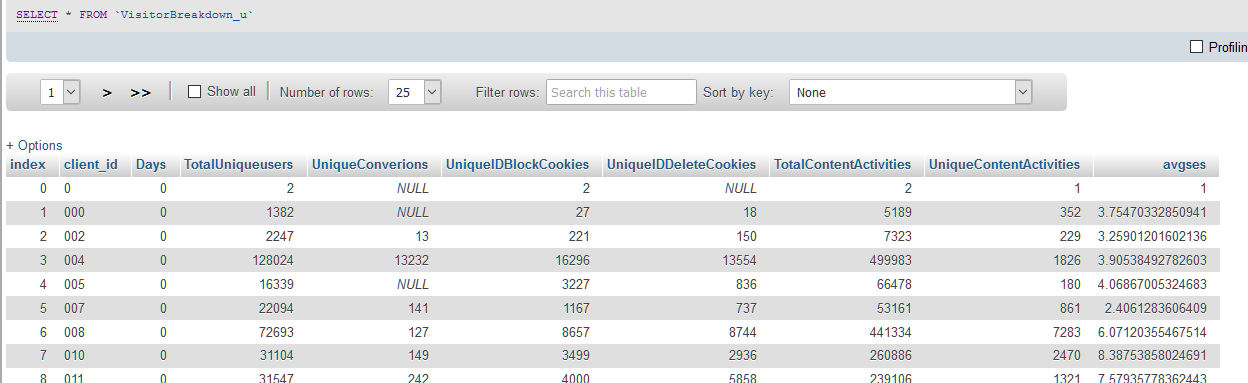 SELECT * FROM `VisitorBreakdown_u`
Profilin
1 > >> Show all Number of rows: 25 Filter rows: Search this table Sort by key: None
+ Options
index client_id Days TotalUniqueusers UniqueConverions UniqueIDBlockCookies UniqueIDDeleteCookies TotalContentActivities UniqueContentActivities avgses
0 0 0 2 NULL 2 NULL 2 1 1
1 000 0 1382 NULL 27 18 5189 352 3.75470332850941
2 002 0 2247 13 221 150 7323 229 3.25901201602136
3 004 0 128024 13232 16296 13554 499983 1826 3.90538492782603
4 005 0 16339 NULL 3227 836 66478 180 4.06867005324683
5 007 0 22094 141 1167 737 53161 861 2.4061283606409
6 008 0 72693 127 8657 8744 441334 7283 6.07120355467514
7 010 0 31104 149 3499 2936 260886 2470 8.38753858024691
8 011 0 31547 242 4000 5858 239106 1321 7.57935778362443